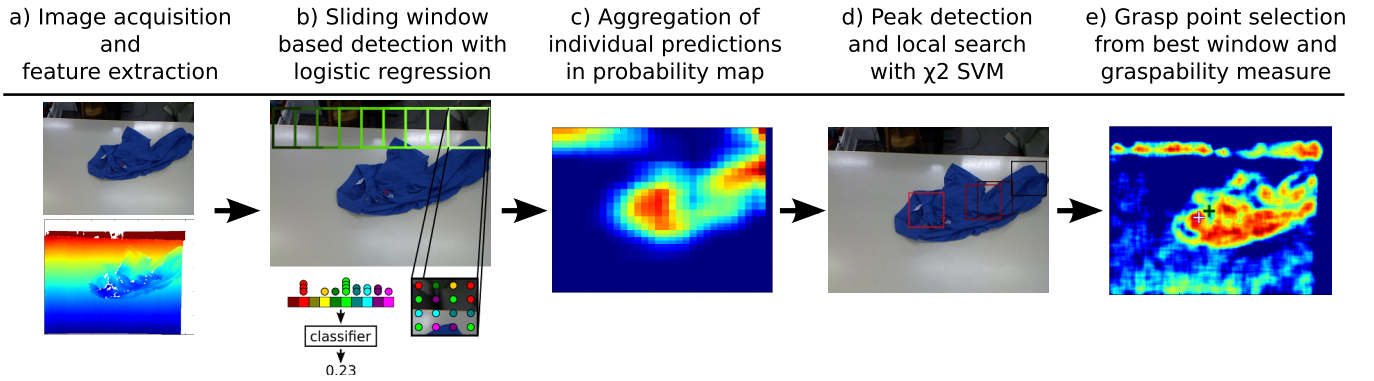 a) Image acquisition
and
feature extraction
b) Sliding window
based detection with
logistic regression
c) Aggregation of
individual predictions
in probability map
d) Peak detection
and local search
with χ2 SVM
e) Grasp point selection
from best window and
graspability measure
classifier
0.23